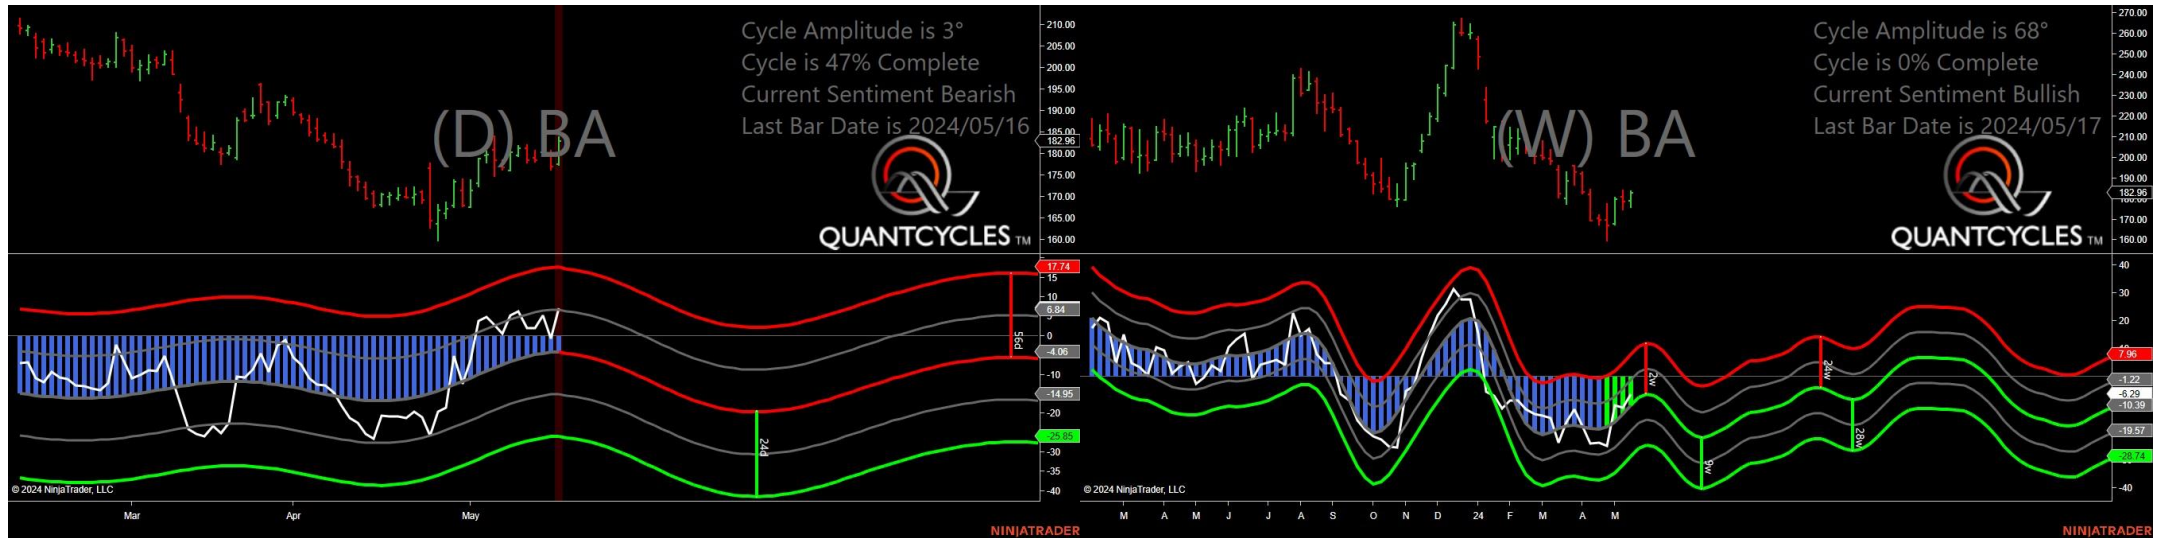 Cycle Amplitude is 3°
Cycle is 47% Complete
Current Sentiment Bearish
Last Bar Date is 2024/05/16
(D) BA
QUANTCYCLES TM
210.00
205.00
200.00
195.00
190.00
185.00
182.96
180.00
175.00
170.00
165.00
160.00
17.74
15
10
6.84
0
-4.06
-10
-14.95
-20
-25.85
-30
-35
-40
56d
24d
© 2024 NinjaTrader, LLC
Mar Apr May
NINJATRADER
Cycle Amplitude is 68°
Cycle is 0% Complete
Current Sentiment Bullish
Last Bar Date is 2024/05/17
(W) BA
QUANTCYCLES TM
270.00
260.00
250.00
240.00
230.00
220.00
210.00
200.00
190.00
182.96
170.00
160.00
40
30
20
7.96
-1.22
-6.29
-10.39
-19.57
-28.74
-40
2w
9w
24w
28w
© 2024 NinjaTrader, LLC
M A M J J A S O N D 24 F M A M
NINJATRADER